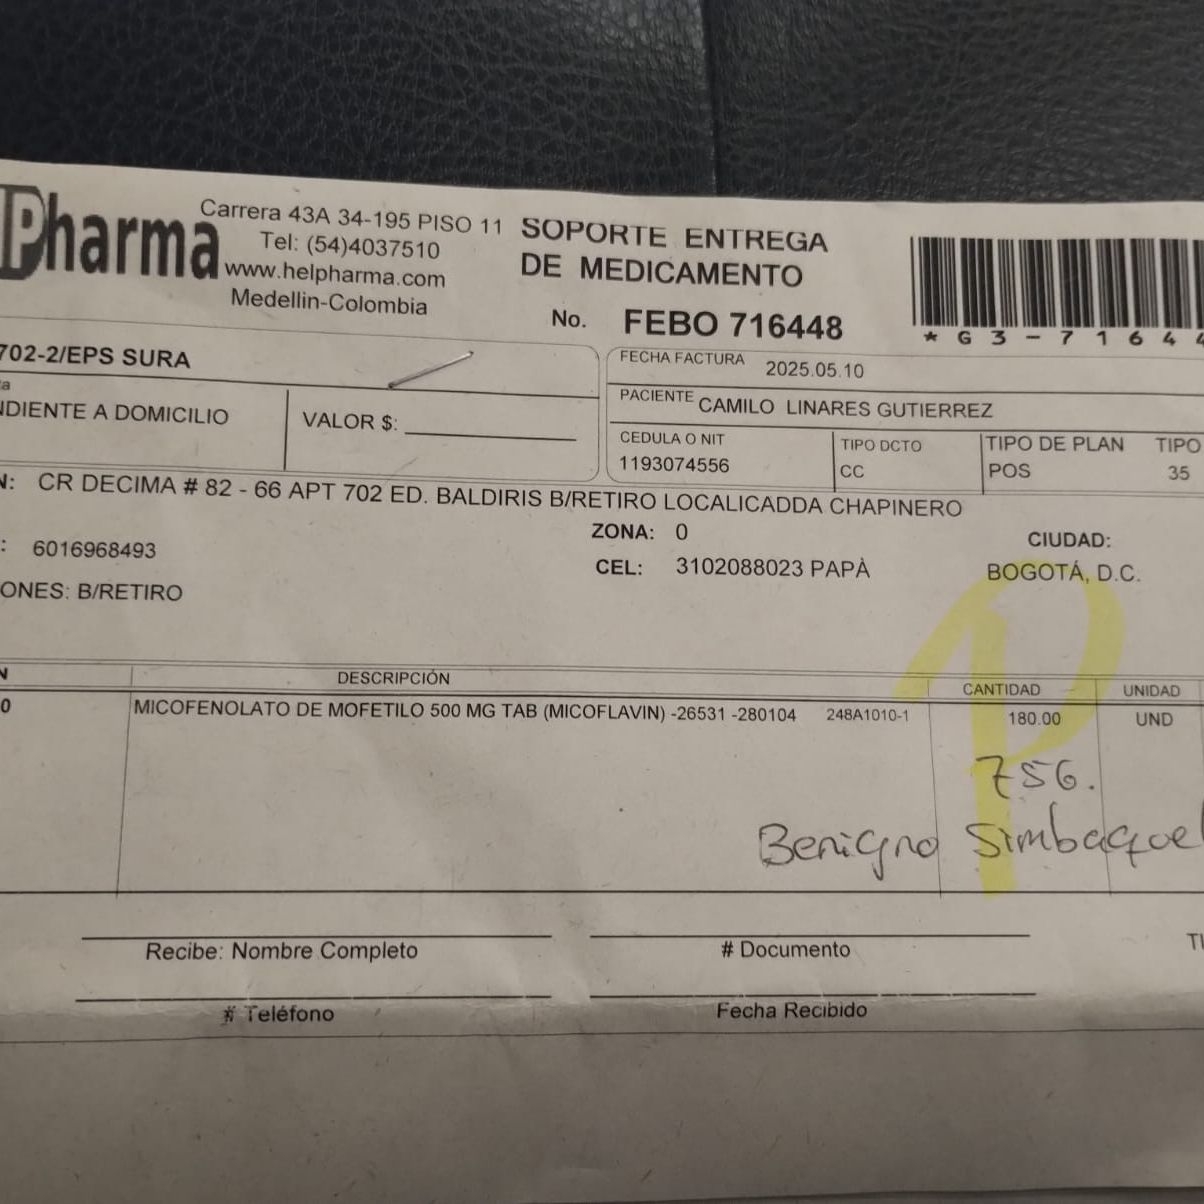 Pharma
Carrera 43A 34-195 PISO 11
Tel: (54)4037510
www.helpharma.com
Medellin-Colombia
SOPORTE ENTREGA
DE MEDICAMENTO
No. FEBO 716448
*G3-71644
702-2/EPS SURA
NDIENTE A DOMICILIO
VALOR $:
FECHA FACTURA 2025.05.10
PACIENTE CAMILO LINARES GUTIERREZ
CEDULA O NIT TIPO DCTO TIPO DE PLAN TIPO
1193074556 CC POS 35
N: CR DECIMA # 82 - 66 APT 702 ED. BALDIRIS B/RETIRO LOCALICADDA CHAPINERO
: 6016968493
ZONA: 0
CIUDAD:
CEL: 3102088023 PAPÀ
BOGOTÁ, D.C.
ONES: B/RETIRO
N DESCRIPCIÓN CANTIDAD UNIDAD
0 MICOFENOLATO DE MOFETILO 500 MG TAB (MICOFLAVIN) -26531 -280104 248A1010-1 180.00 UND
756.
Benigno Simbaque
Recibe: Nombre Completo # Documento
# Teléfono Fecha Recibido